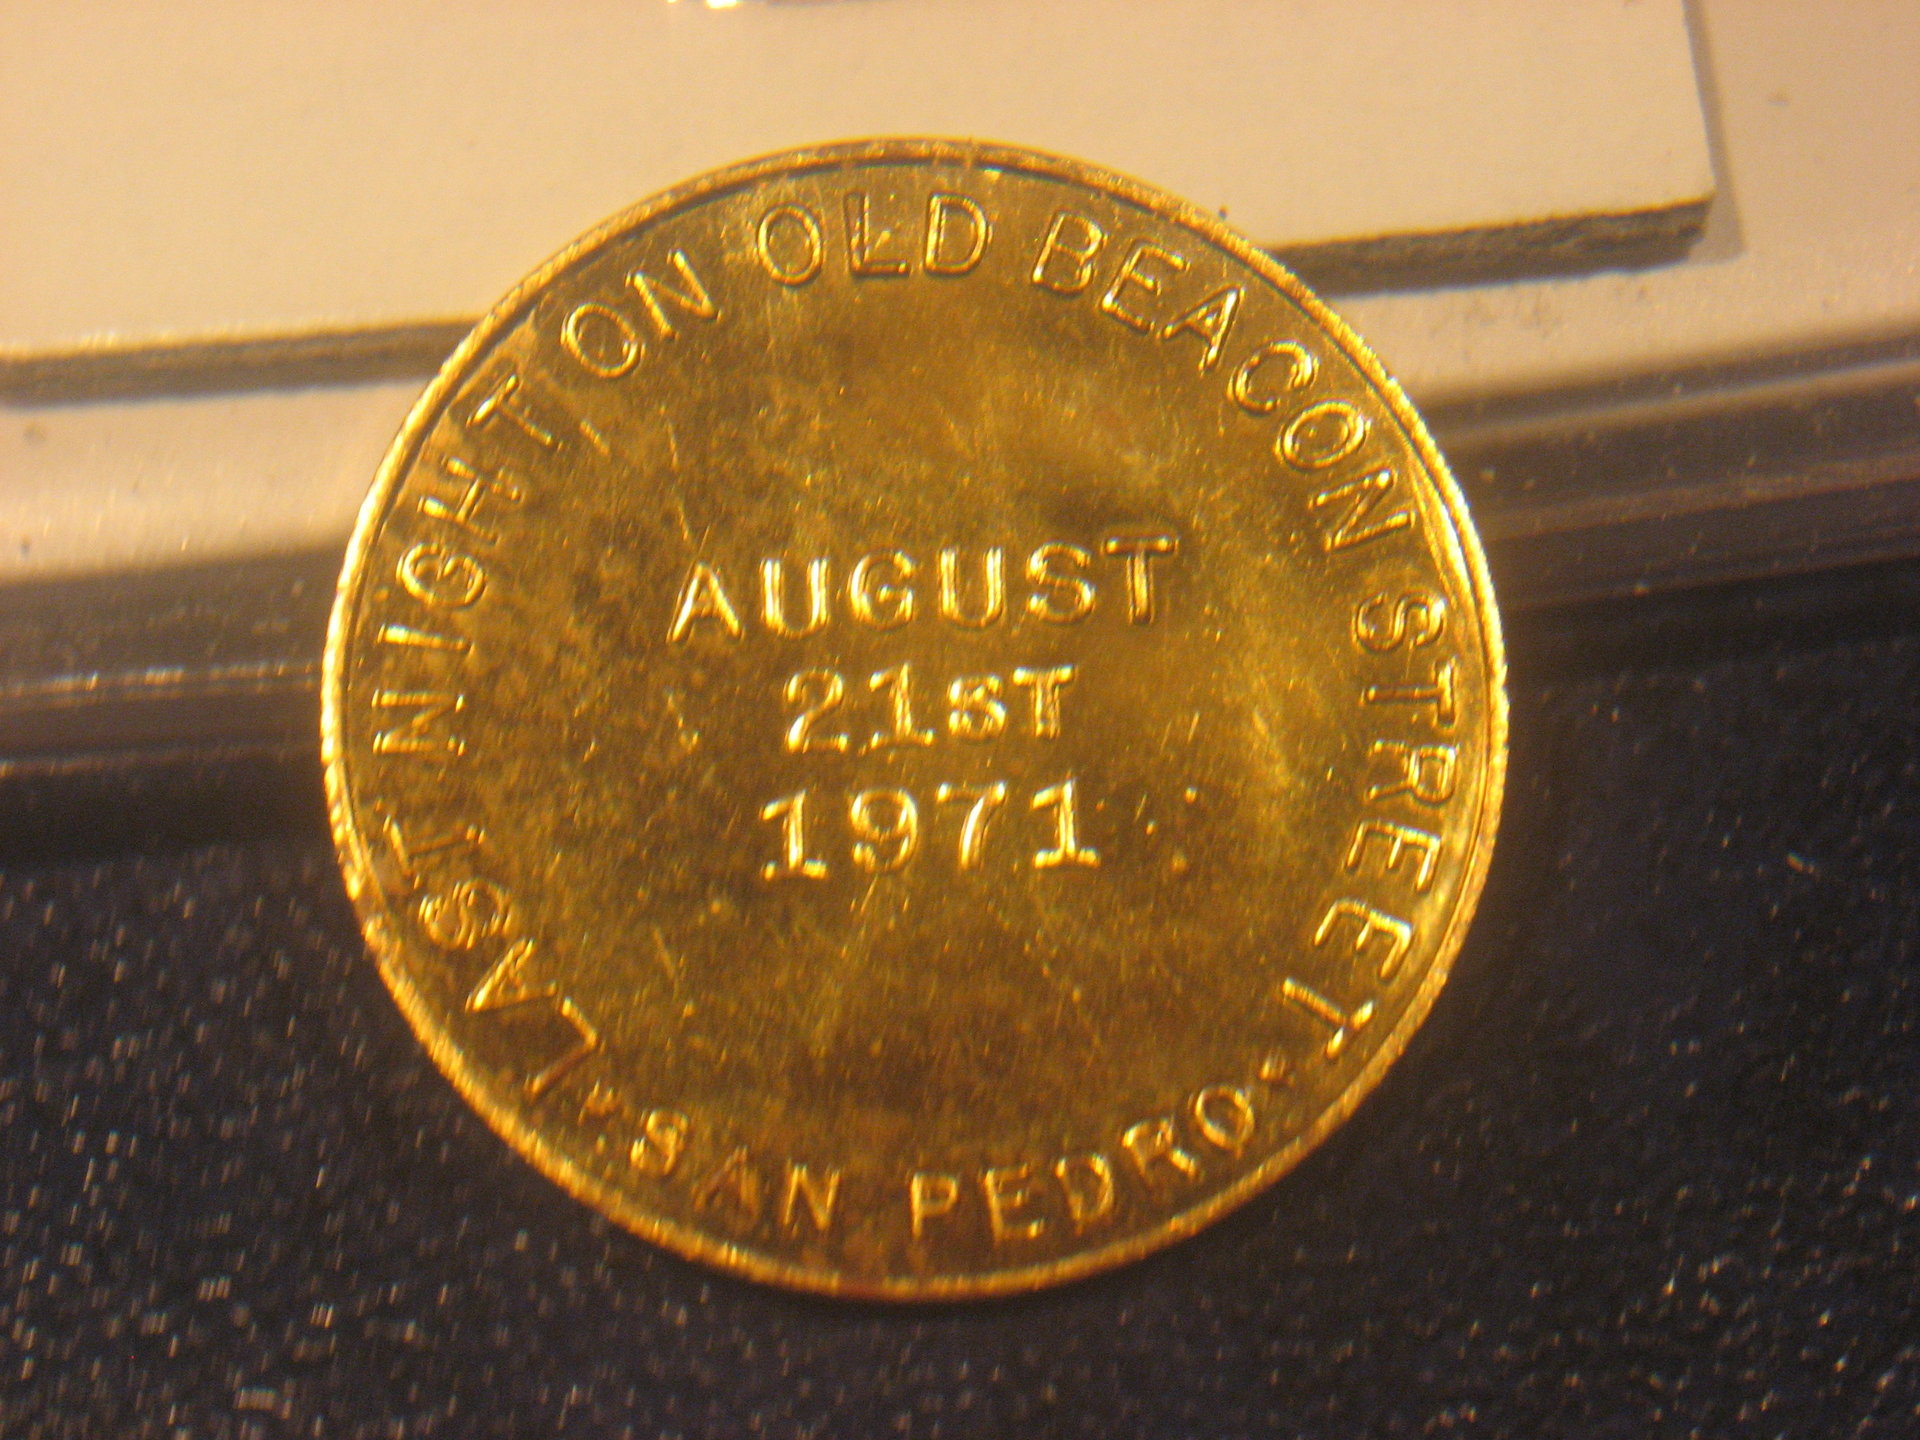 LAST NIGHT ON OLD BEACON STREET
AUGUST
21ST
1971
* SAN PEDRO *